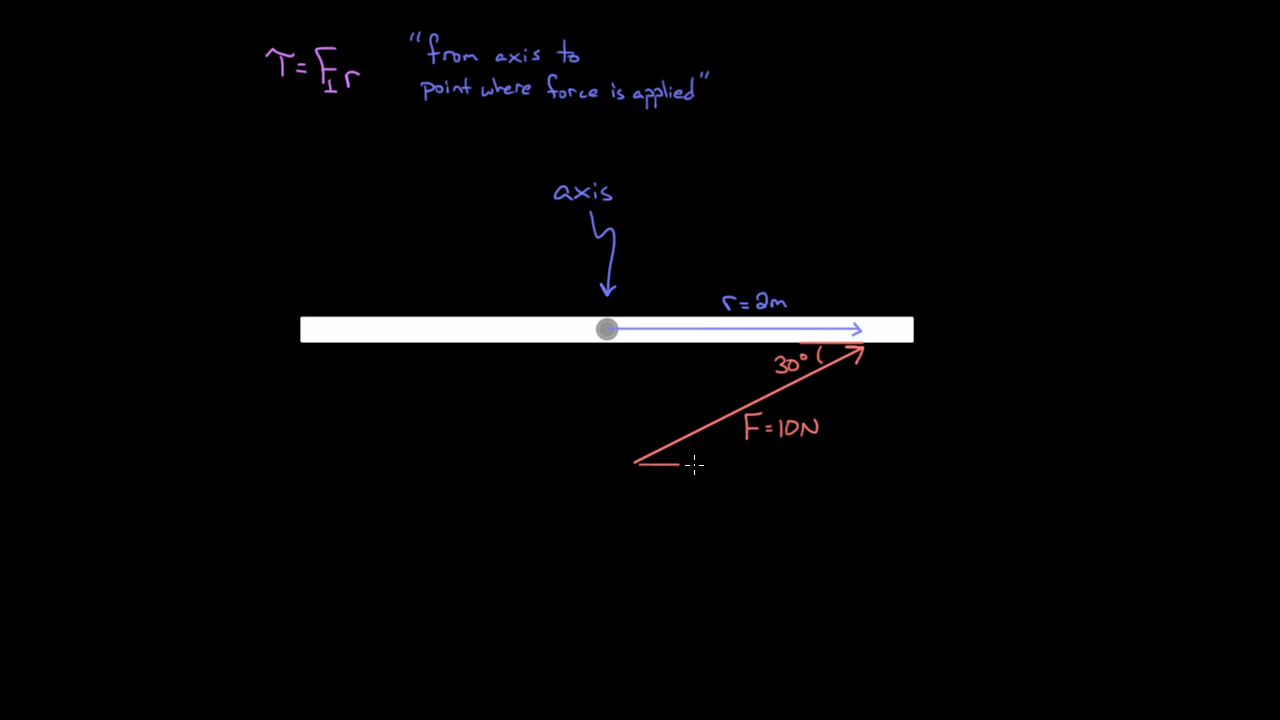 τ = F⊥ r
"from axis to
point where force is applied"
axis
r = 2m
30°
F = 10N